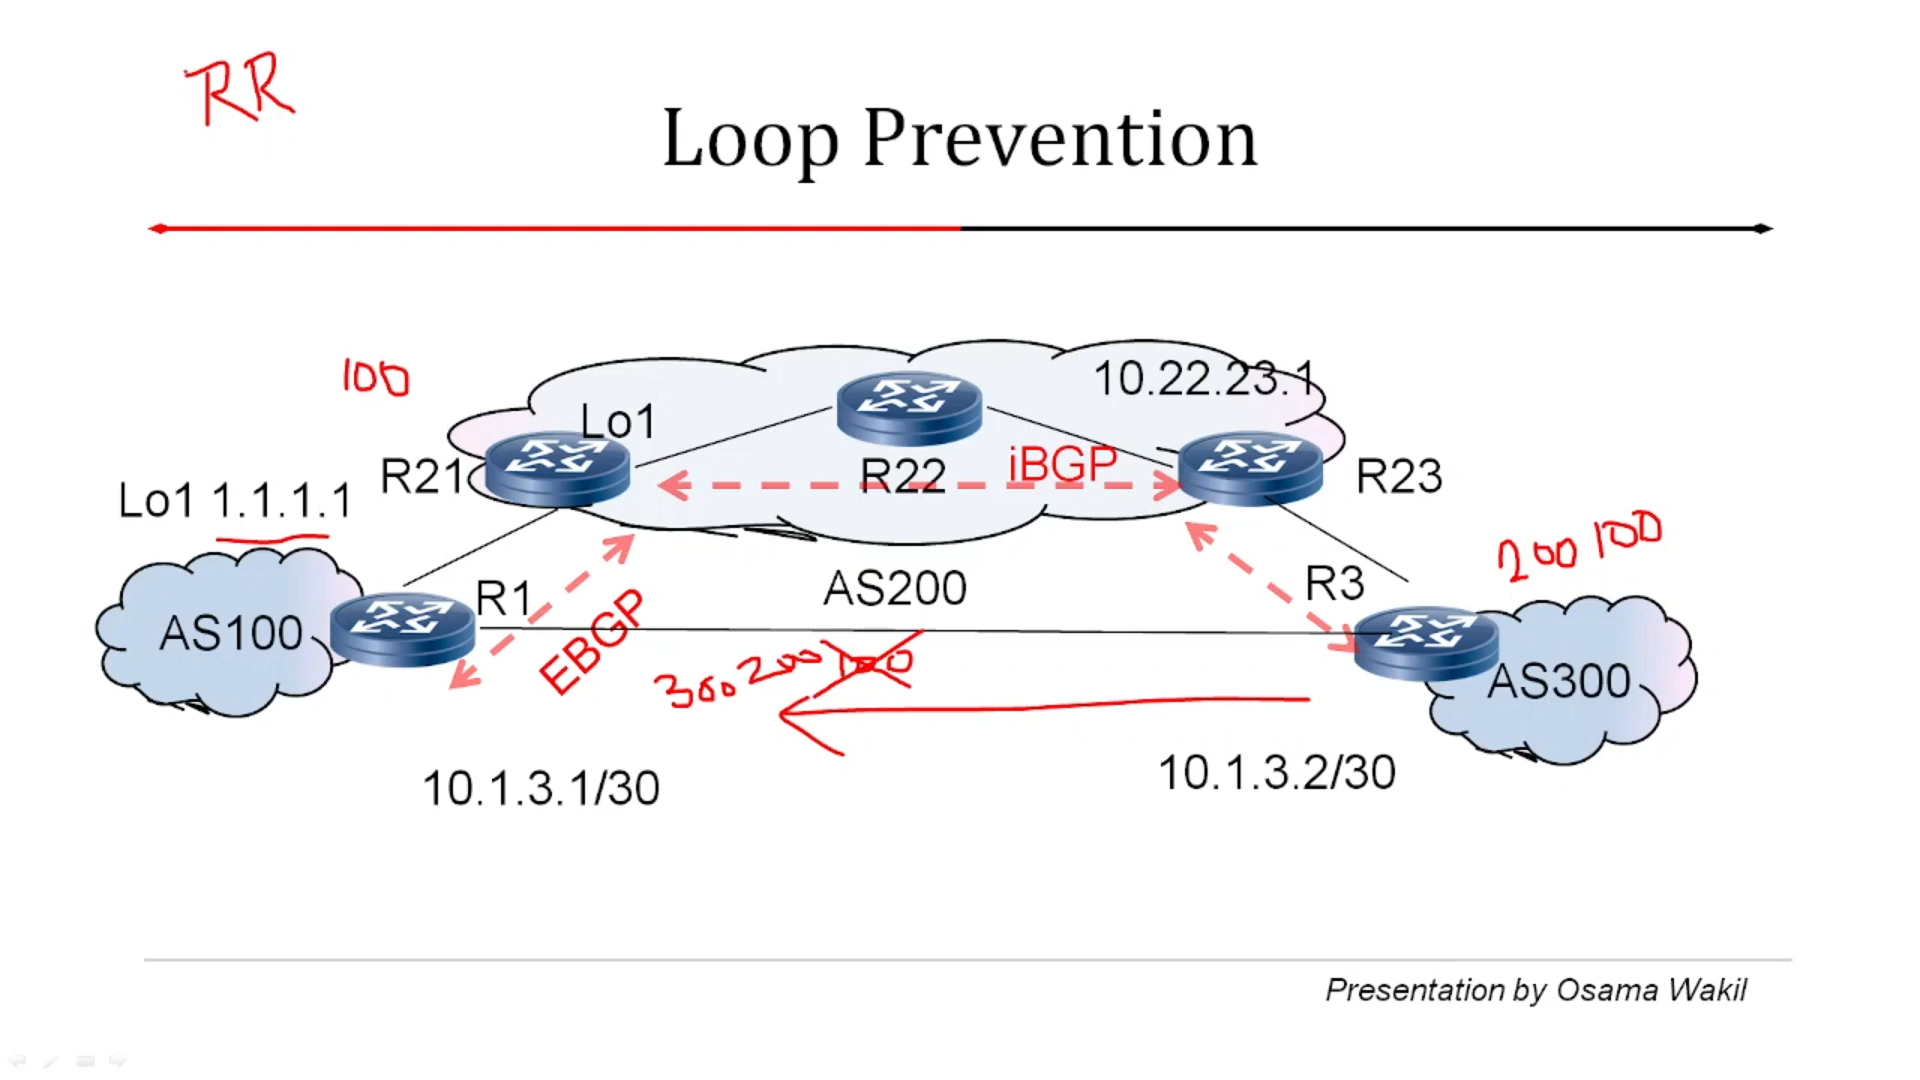 RR
Loop Prevention
100
10.22.23.1
Lo1
iBGP
R21
R22
R23
Lo1 1.1.1.1
200 100
R3
AS200
R1
AS100
EBGP
300 200 100
AS300
10.1.3.2/30
10.1.3.1/30
Presentation by Osama Wakil